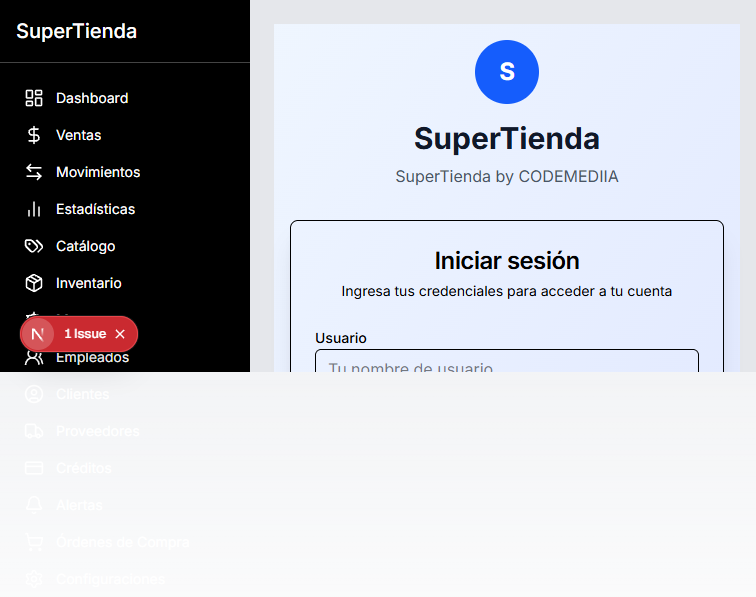 SuperTienda
Dashboard
Ventas
Movimientos
Estadísticas
Catálogo
Inventario
1 Issue
Empleados
Clientes
Proveedores
Créditos
Alertas
Órdenes de Compra
Configuraciones
S
SuperTienda
SuperTienda by CODEMEDIIA
Iniciar sesión
Ingresa tus credenciales para acceder a tu cuenta
Usuario
Tu nombre de usuario